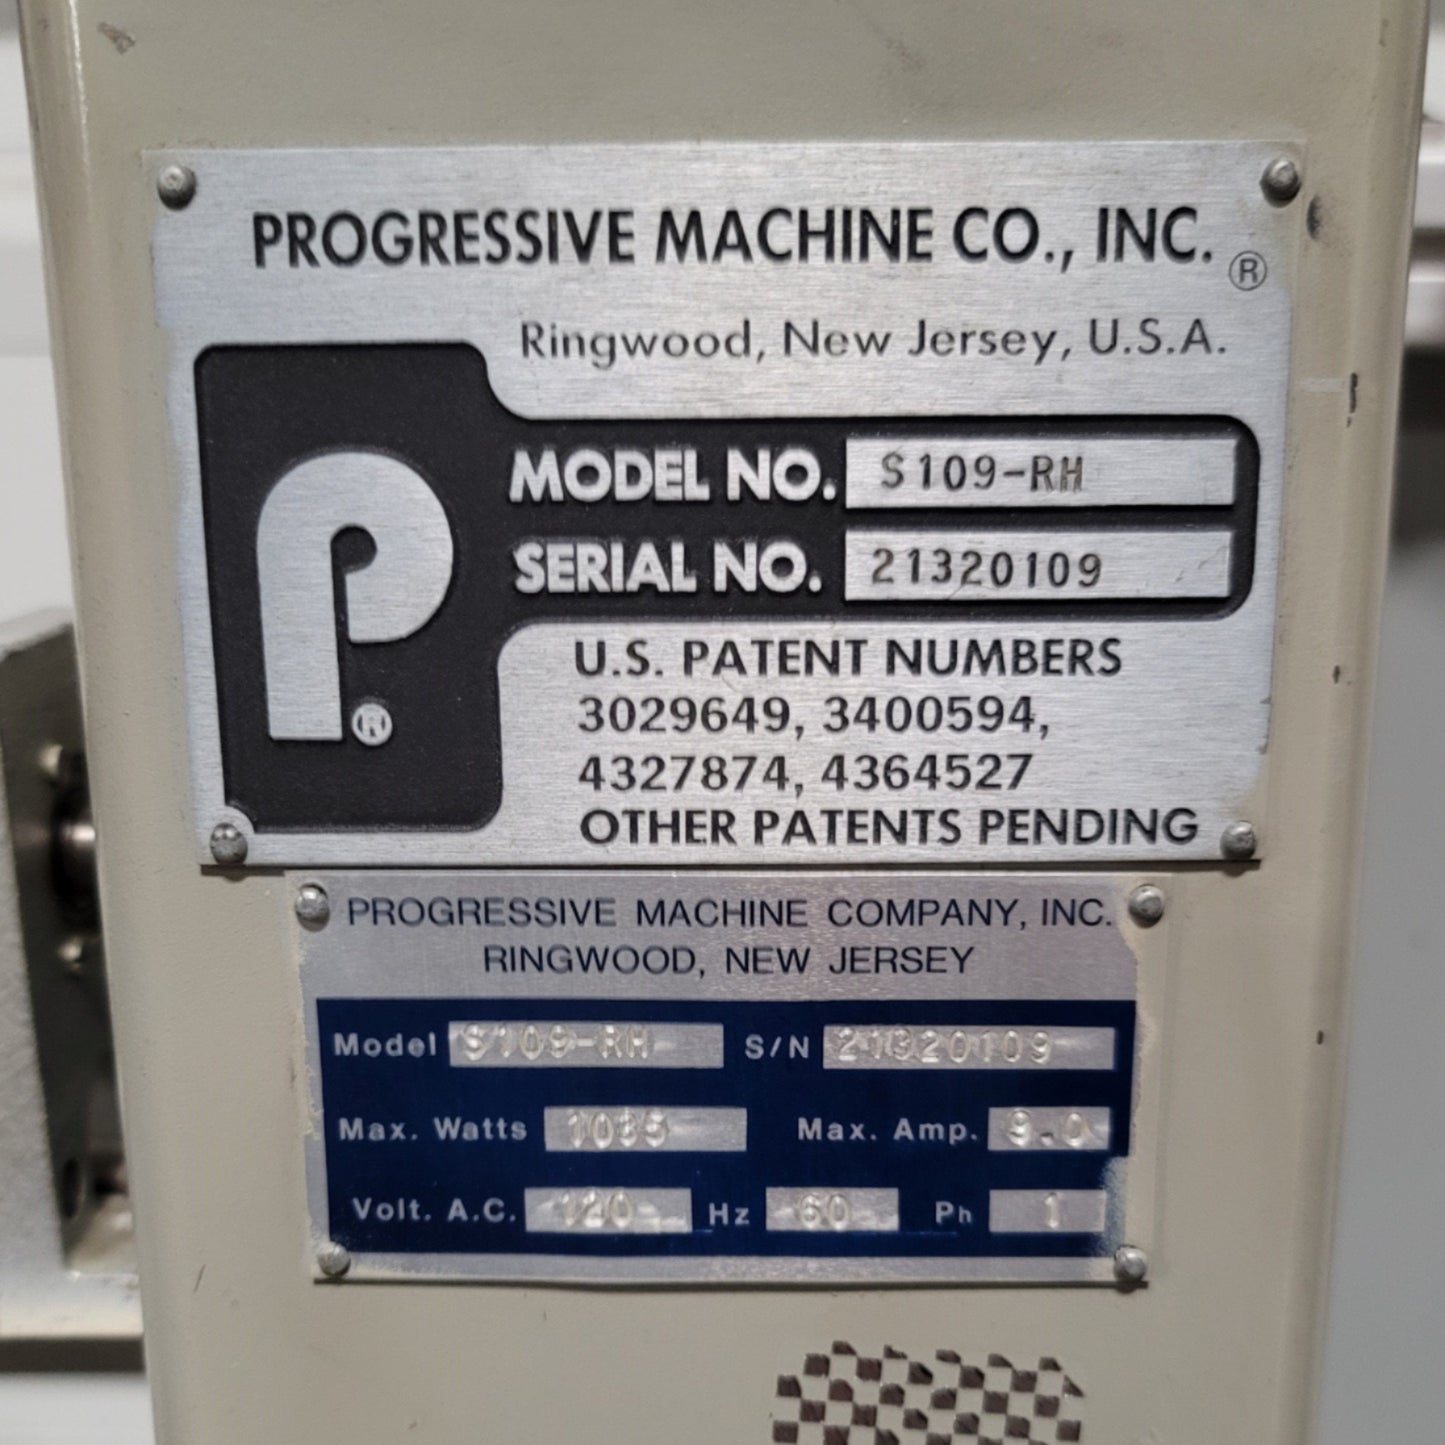 PROGRESSIVE MACHINE CO., INC. ®
Ringwood, New Jersey, U.S.A.
P ®
MODEL NO. S109-RH
SERIAL NO. 21320109
U.S. PATENT NUMBERS
3029649, 3400594,
4327874, 4364527
OTHER PATENTS PENDING
PROGRESSIVE MACHINE COMPANY, INC.
RINGWOOD, NEW JERSEY
Model S109-RH S/N 21320109
Max. Watts Max. Amp. 9.0
Volt. A.C. 120 Hz 60 Ph 1